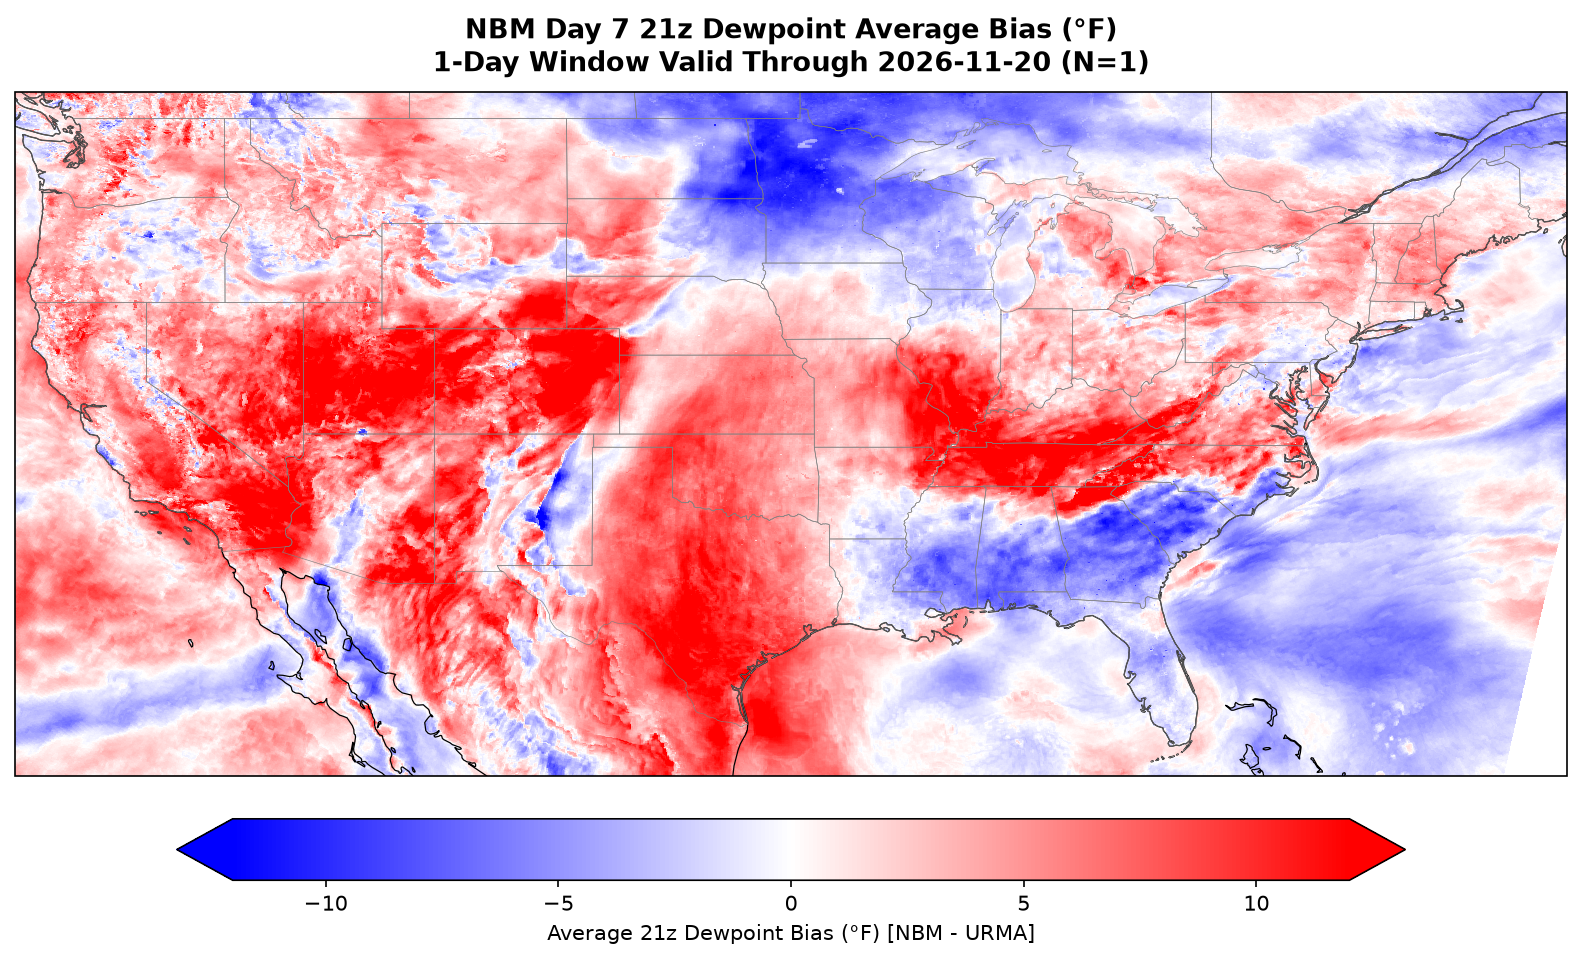 NBM Day 7 21z Dewpoint Average Bias (°F)
1-Day Window Valid Through 2026-11-20 (N=1)
−10 −5 0 5 10
Average 21z Dewpoint Bias (°F) [NBM - URMA]